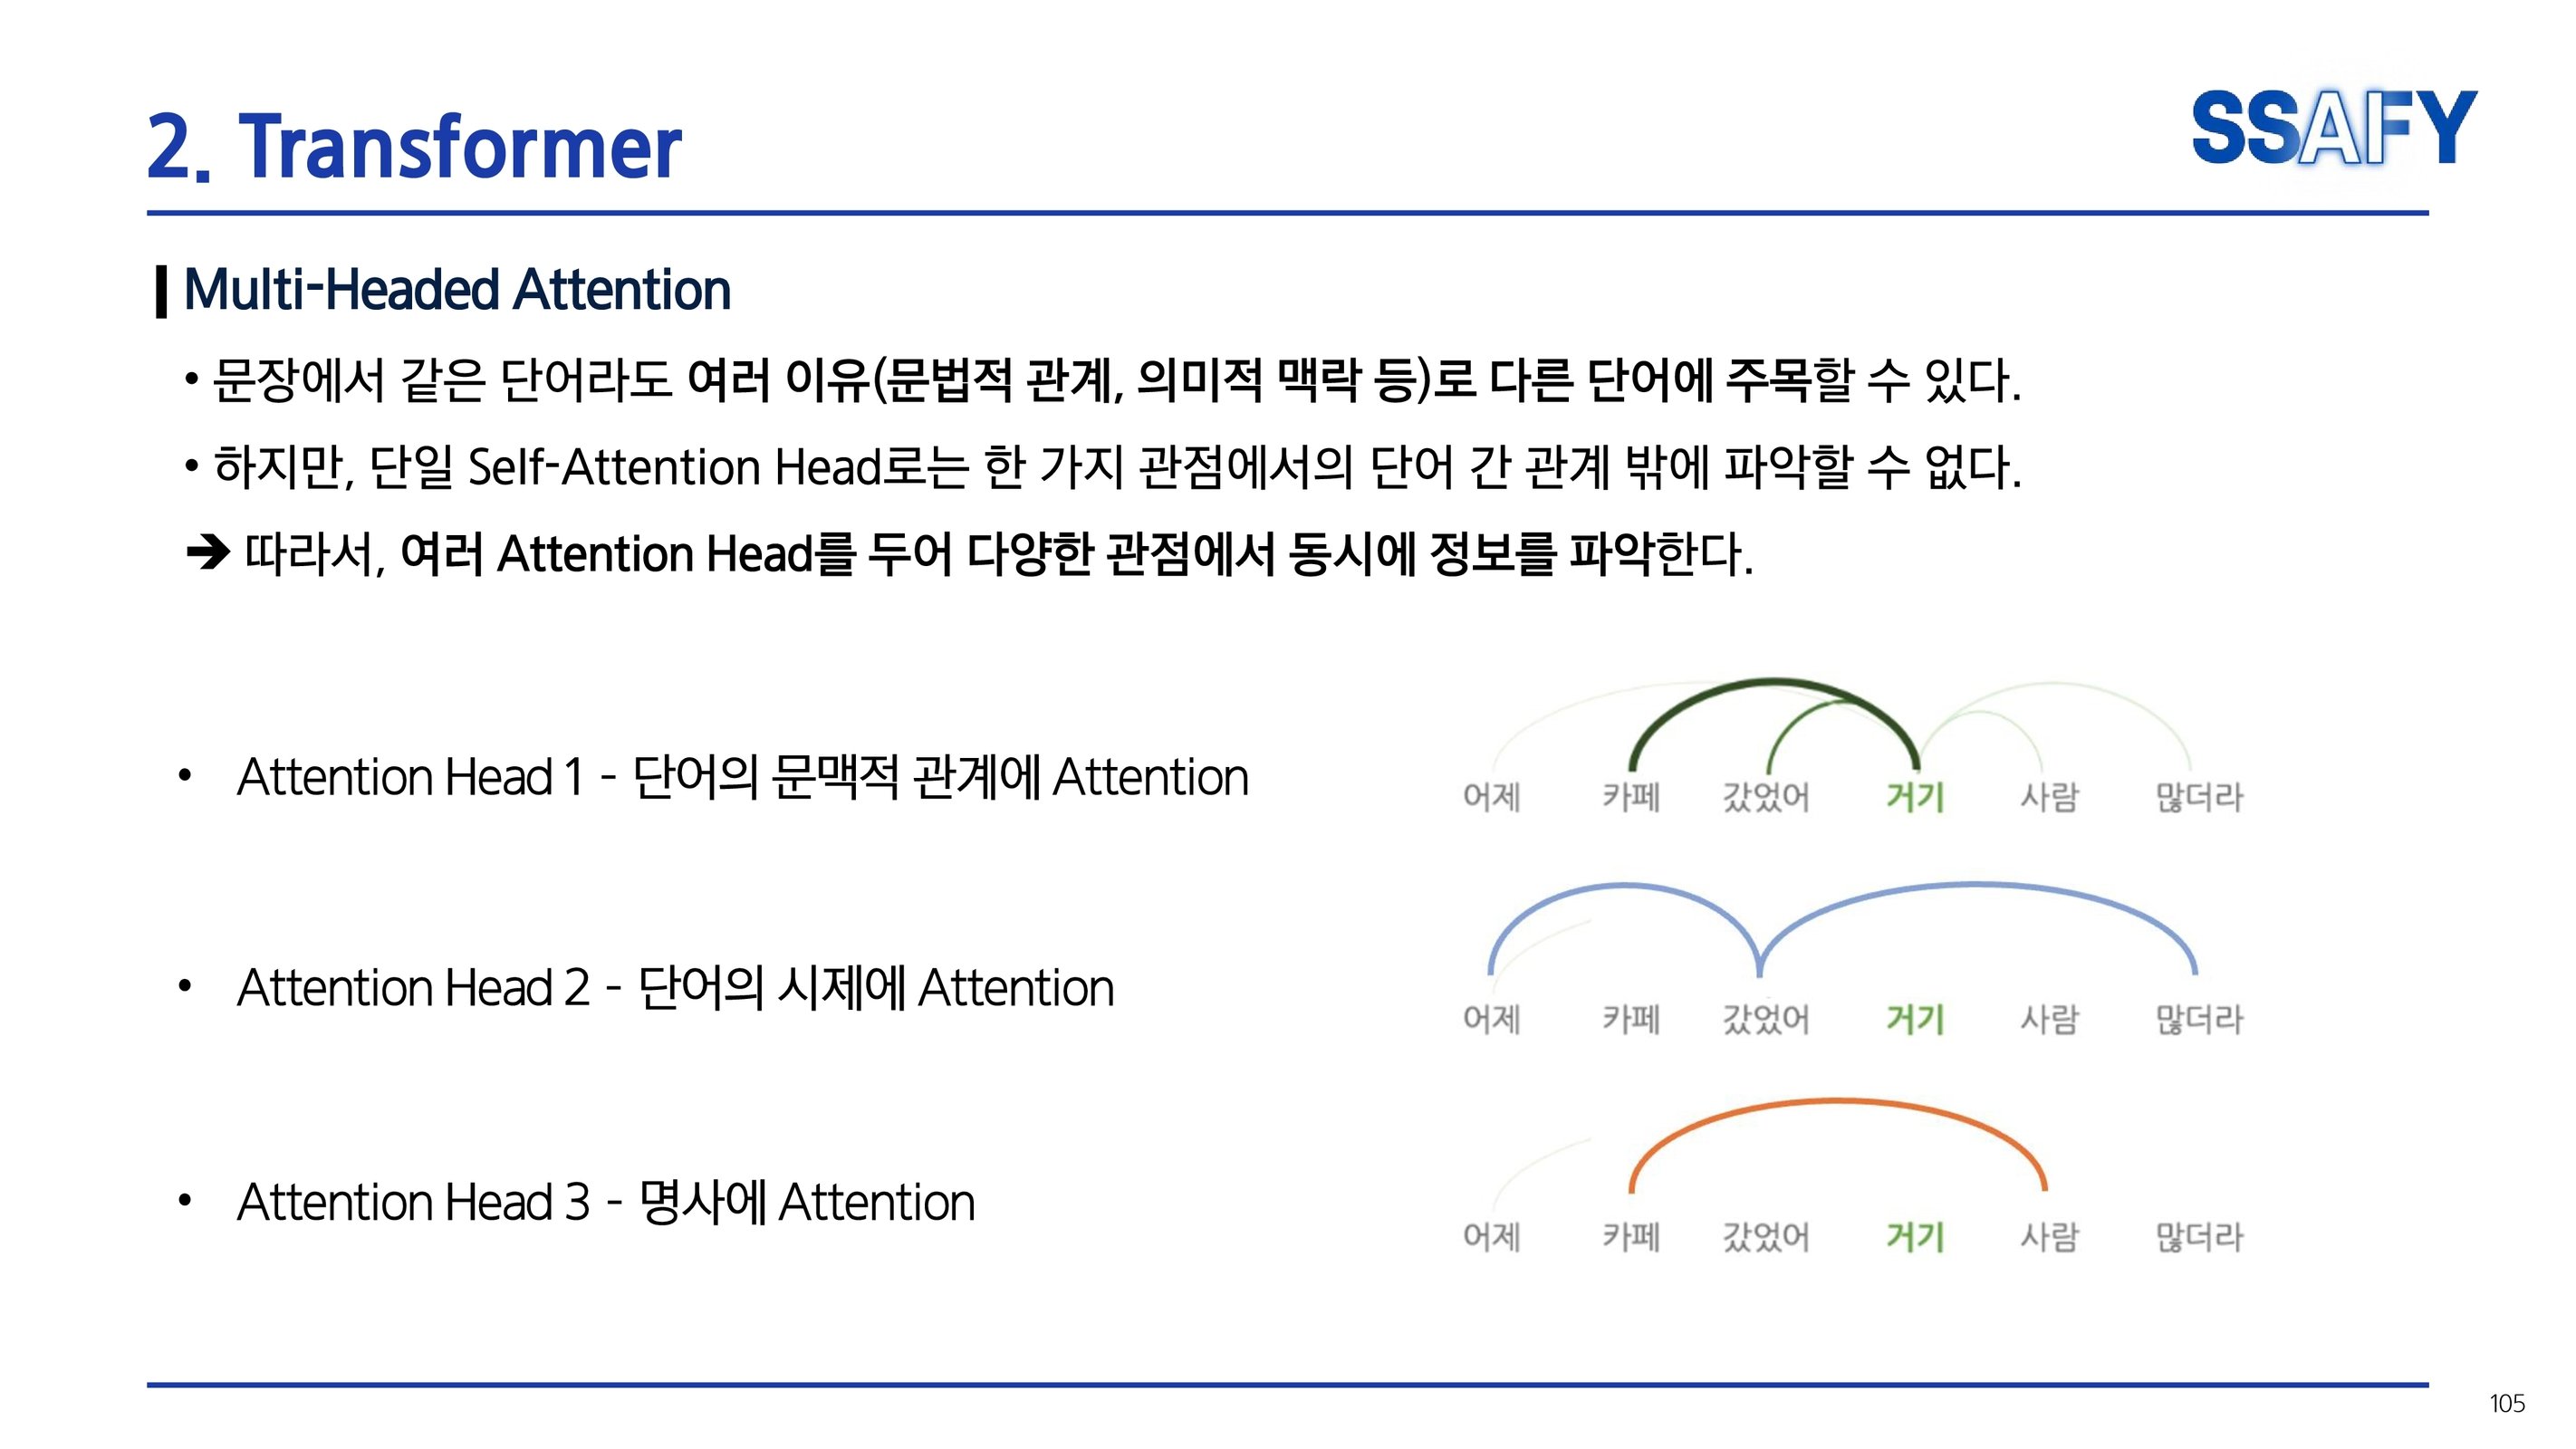 2. Transformer
SSAFY
Multi-Headed Attention
• 문장에서 같은 단어라도 여러 이유(문법적 관계, 의미적 맥락 등)로 다른 단어에 주목할 수 있다.
• 하지만, 단일 Self-Attention Head로는 한 가지 관점에서의 단어 간 관계 밖에 파악할 수 없다.
➔ 따라서, 여러 Attention Head를 두어 다양한 관점에서 동시에 정보를 파악한다.
• Attention Head 1 - 단어의 문맥적 관계에 Attention
어제 카페 갔었어 거기 사람 많더라
• Attention Head 2 - 단어의 시제에 Attention
어제 카페 갔었어 거기 사람 많더라
• Attention Head 3 - 명사에 Attention
어제 카페 갔었어 거기 사람 많더라
105